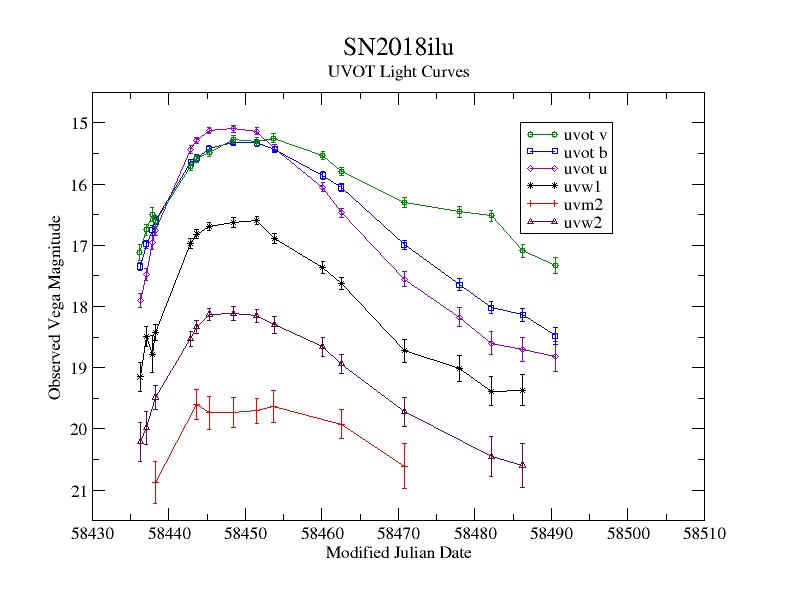 SN2018ilu
UVOT Light Curves
Observed Vega Magnitude
15
16
17
18
19
20
21
uvot v
uvot b
uvot u
uvw1
uvm2
uvw2
58430 58440 58450 58460 58470 58480 58490 58500 58510
Modified Julian Date